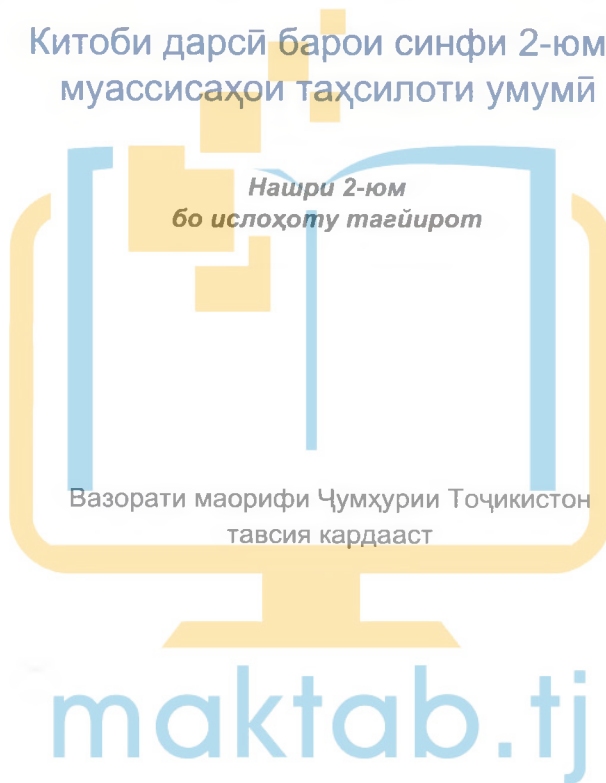 Китоби дарсӣ барои синфи 2-юм
муассисаҳои таҳсилоти умумӣ
Нашри 2-юм
бо ислоҳоту тағйирот
Вазорати маорифи Ҷумҳурии Тоҷикистон
тавсия кардааст
maktab.tj